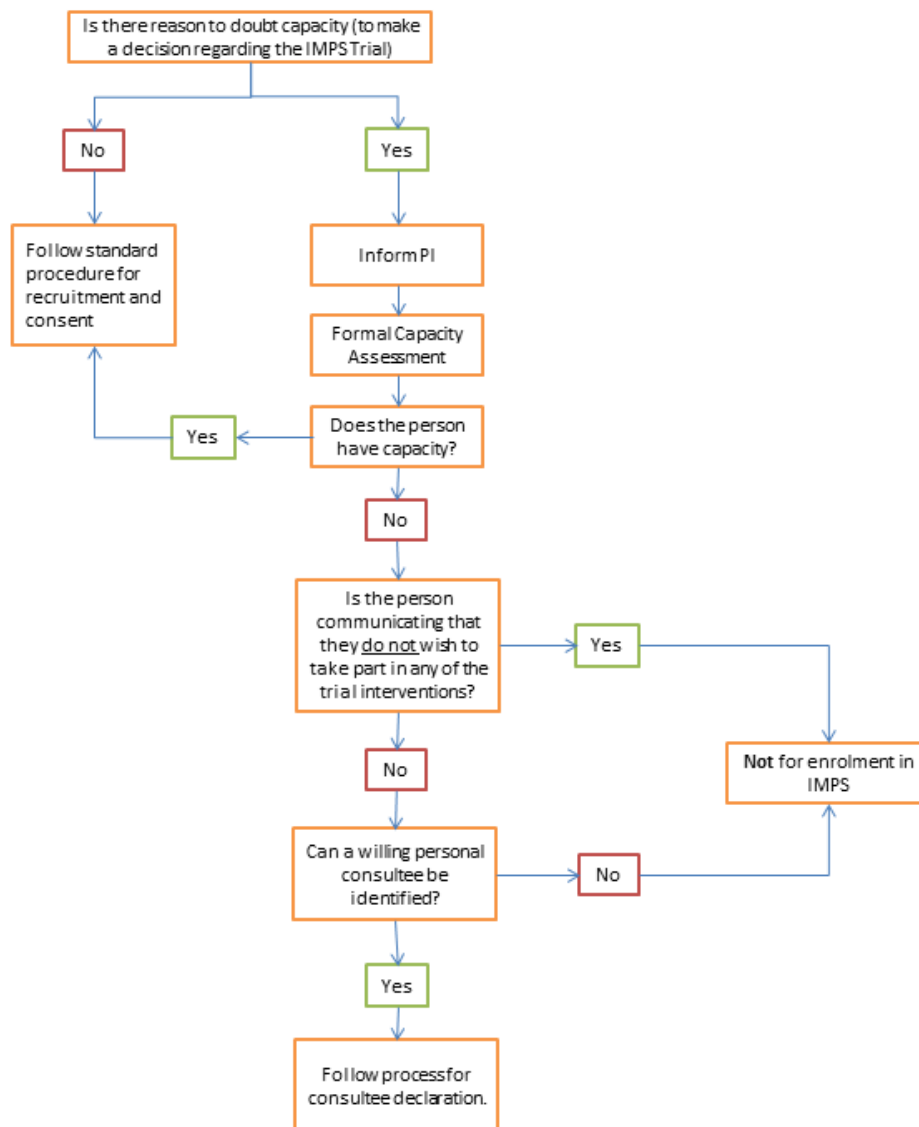 Is there reason to doubt capacity (to make
a decision regarding the IMPS Trial)
No
Yes
Follow standard
procedure for
recruitment and
consent
Inform PI
Formal Capacity
Assessment
Does the person
have capacity?
Yes
No
Is the person
communicating that
they do not wish to
take part in any of the
trial interventions?
Yes
No
Not for enrolment in
IMPS
Can a willing personal
consultee be
identified?
No
Yes
Follow process for
consultee declaration.